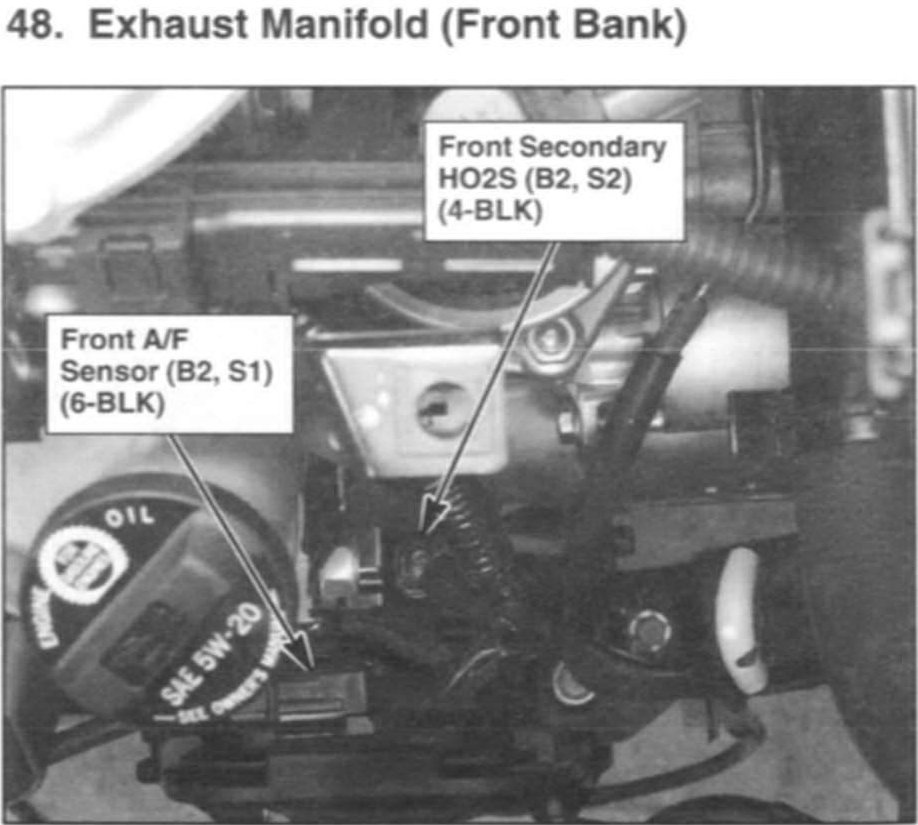 48. Exhaust Manifold (Front Bank)
Front Secondary
HO2S (B2, S2)
(4-BLK)
Front A/F
Sensor (B2, S1)
(6-BLK)
ENGINE OIL
SAE 5W-20
SEE OWNER'S